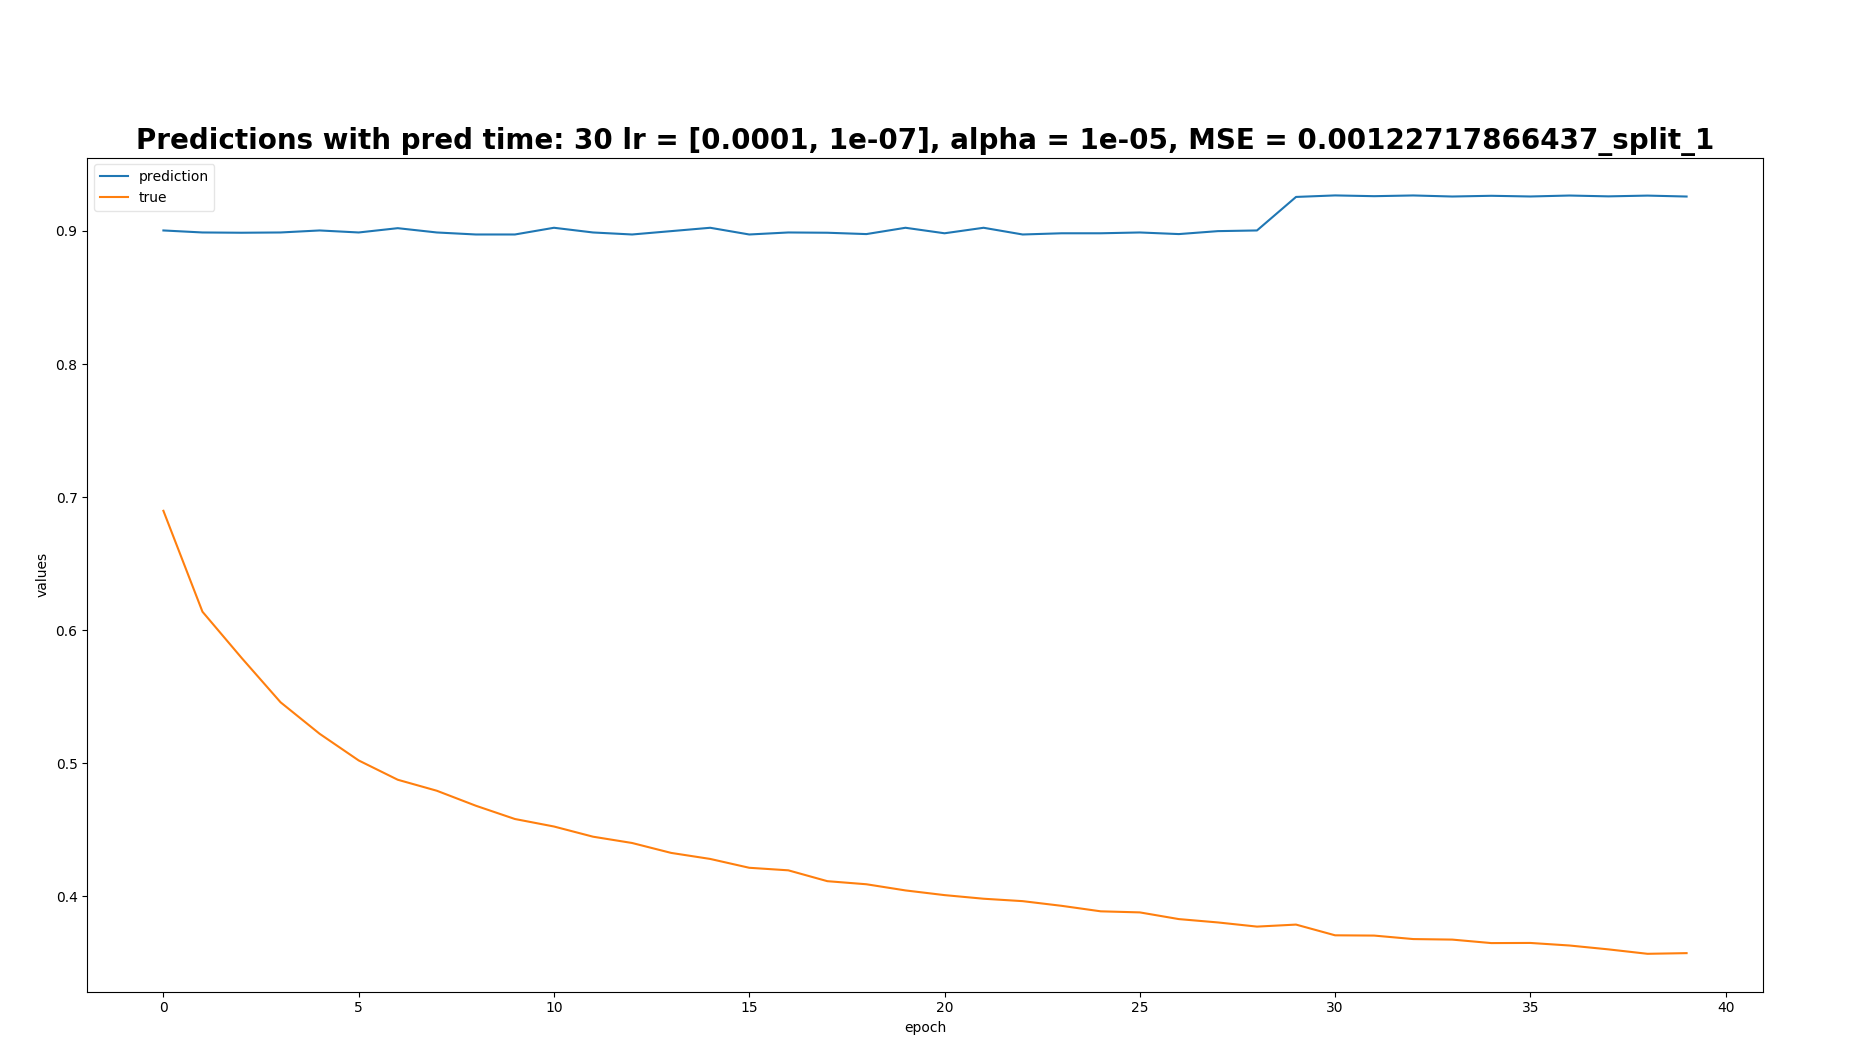 Predictions with pred time: 30 lr = [0.0001, 1e-07], alpha = 1e-05, MSE = 0.00122717866437_split_1
prediction
true
0.9
0.8
0.7
0.6
0.5
0.4
values
0 5 10 15 20 25 30 35 40
epoch